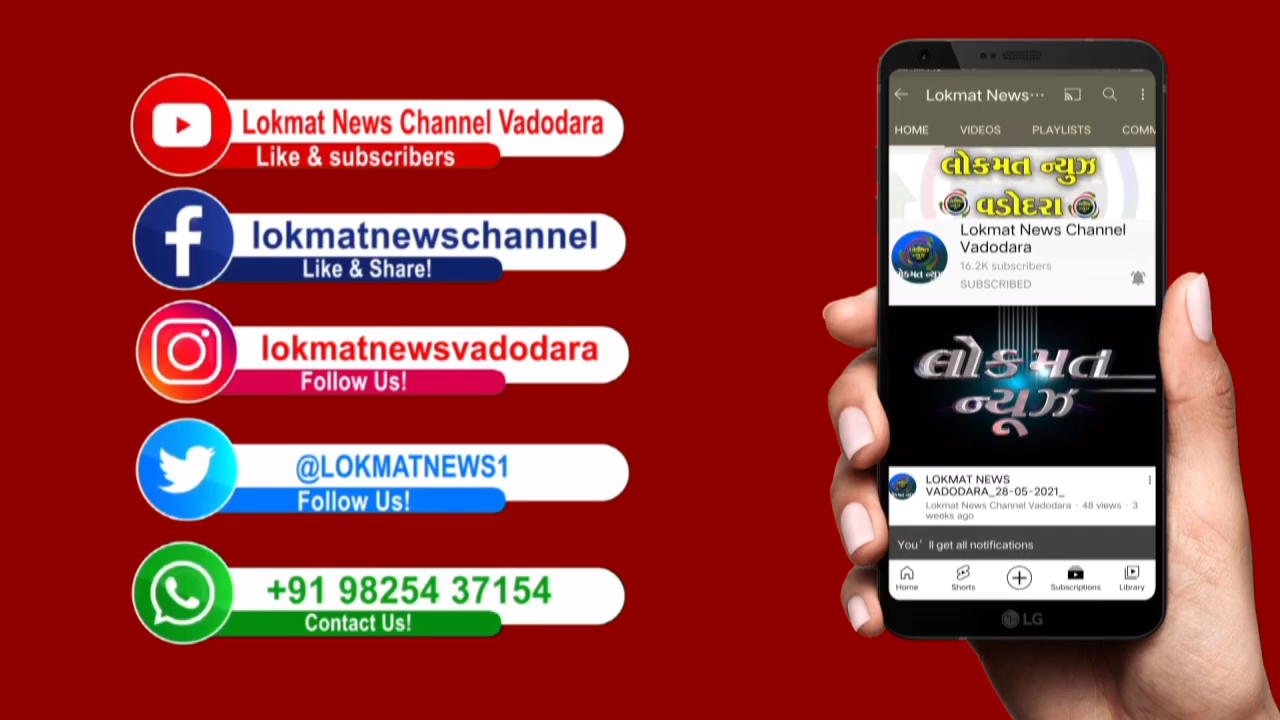 Lokmat News Channel Vadodara
Like & subscribers
lokmatnewschannel
Like & Share!
lokmatnewsvadodara
Follow Us!
@LOKMATNEWS1
Follow Us!
+91 98254 37154
Contact Us!
Lokmat News...
HOME VIDEOS PLAYLISTS COMM
લોકમત ન્યુઝ
વડોદરા
Lokmat News Channel
Vadodara
16.2K subscribers
SUBSCRIBED
લોકમત ન્યુઝ
લોકમત
ન્યૂઝ
LOKMAT NEWS
VADODARA_28-05-2021_
Lokmat News Channel Vadodara · 48 views · 3
weeks ago
You'll get all notifications
Home Shorts Subscriptions Library
LG